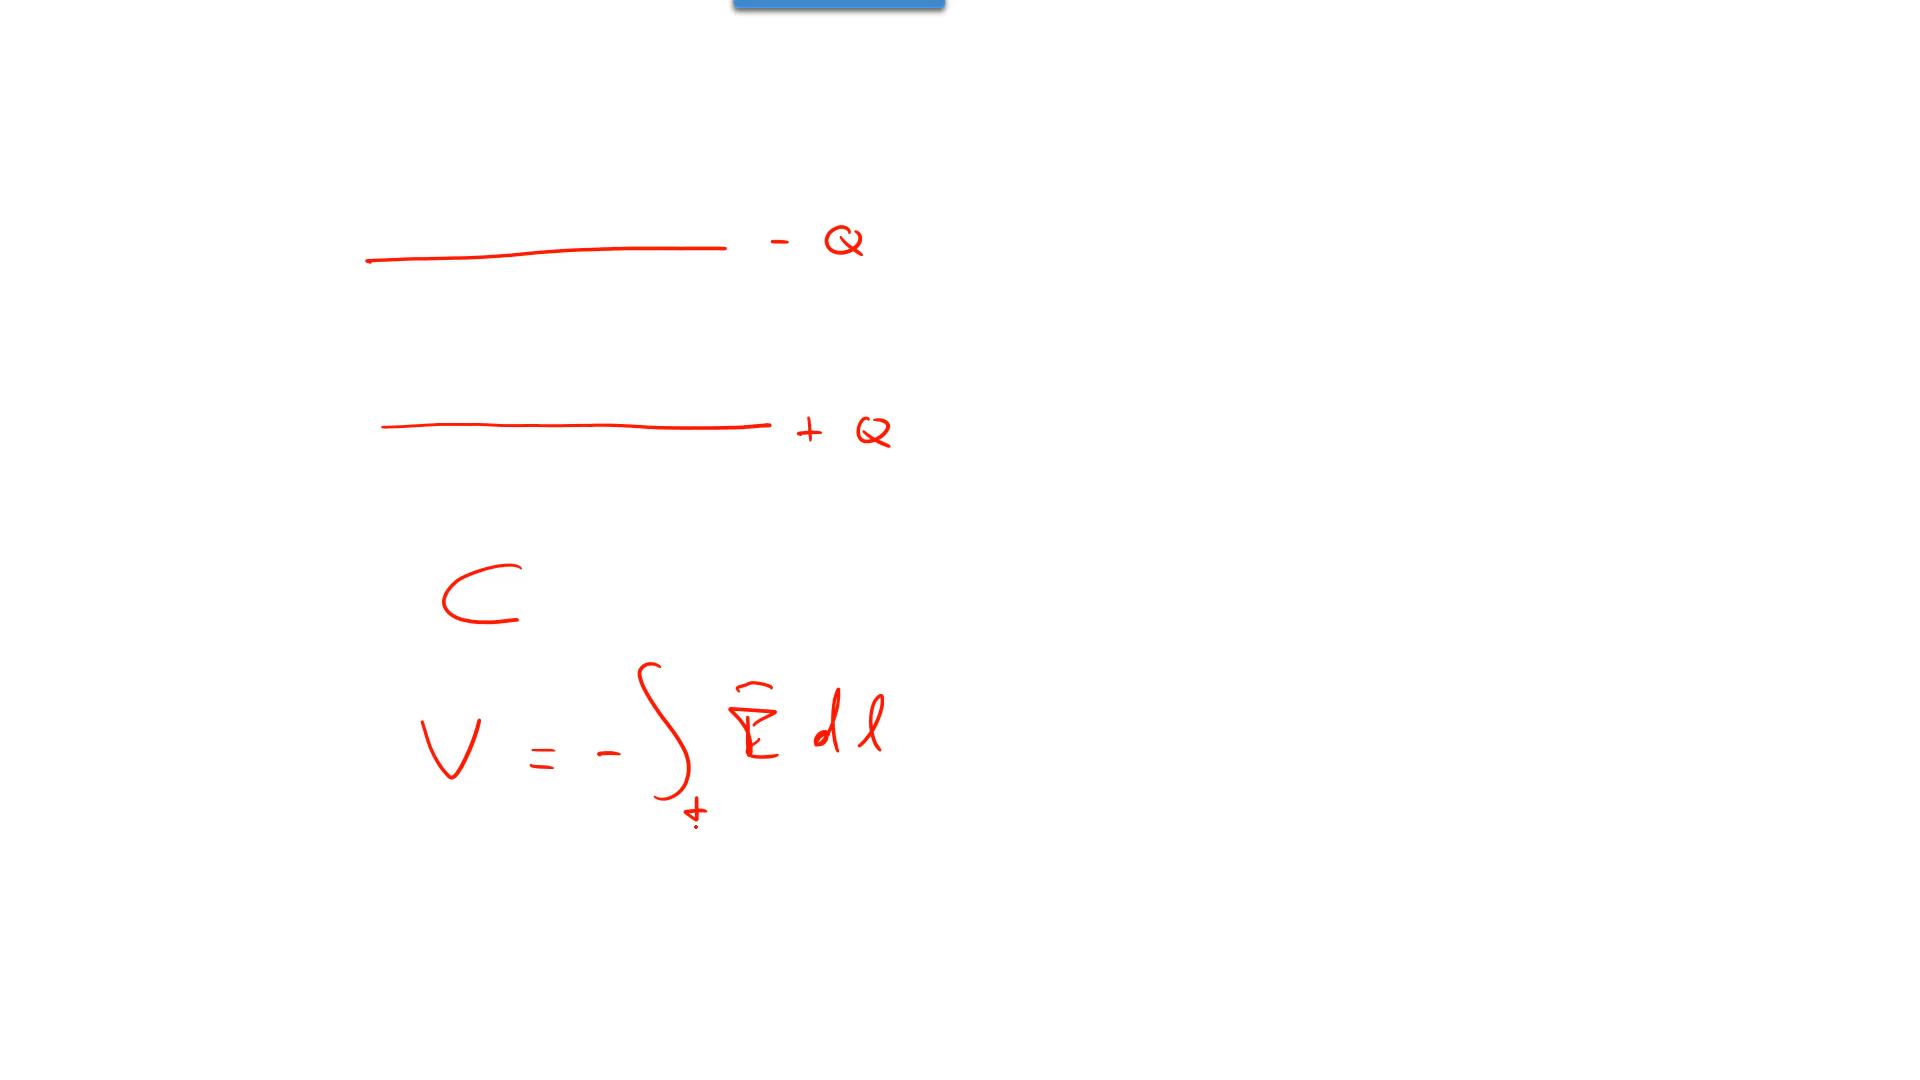 - Q
+ Q
C
V = - ∫₊ E⃗ dl